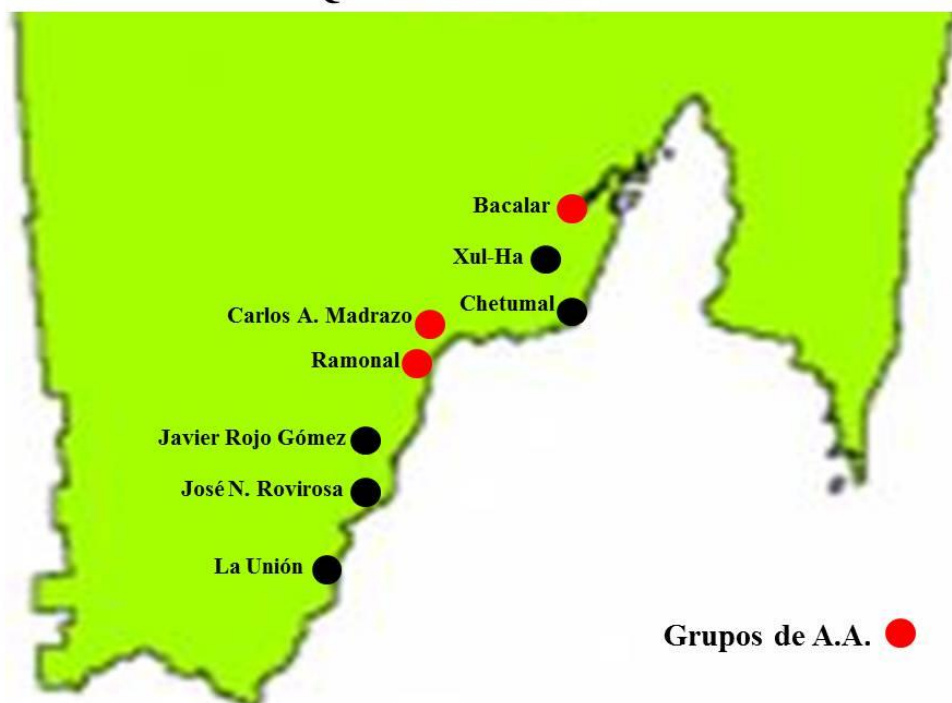 Bacalar
Xul-Ha
Chetumal
Carlos A. Madrazo
Ramonal
Javier Rojo Gómez
José N. Rovirosa
La Unión
Grupos de A.A.